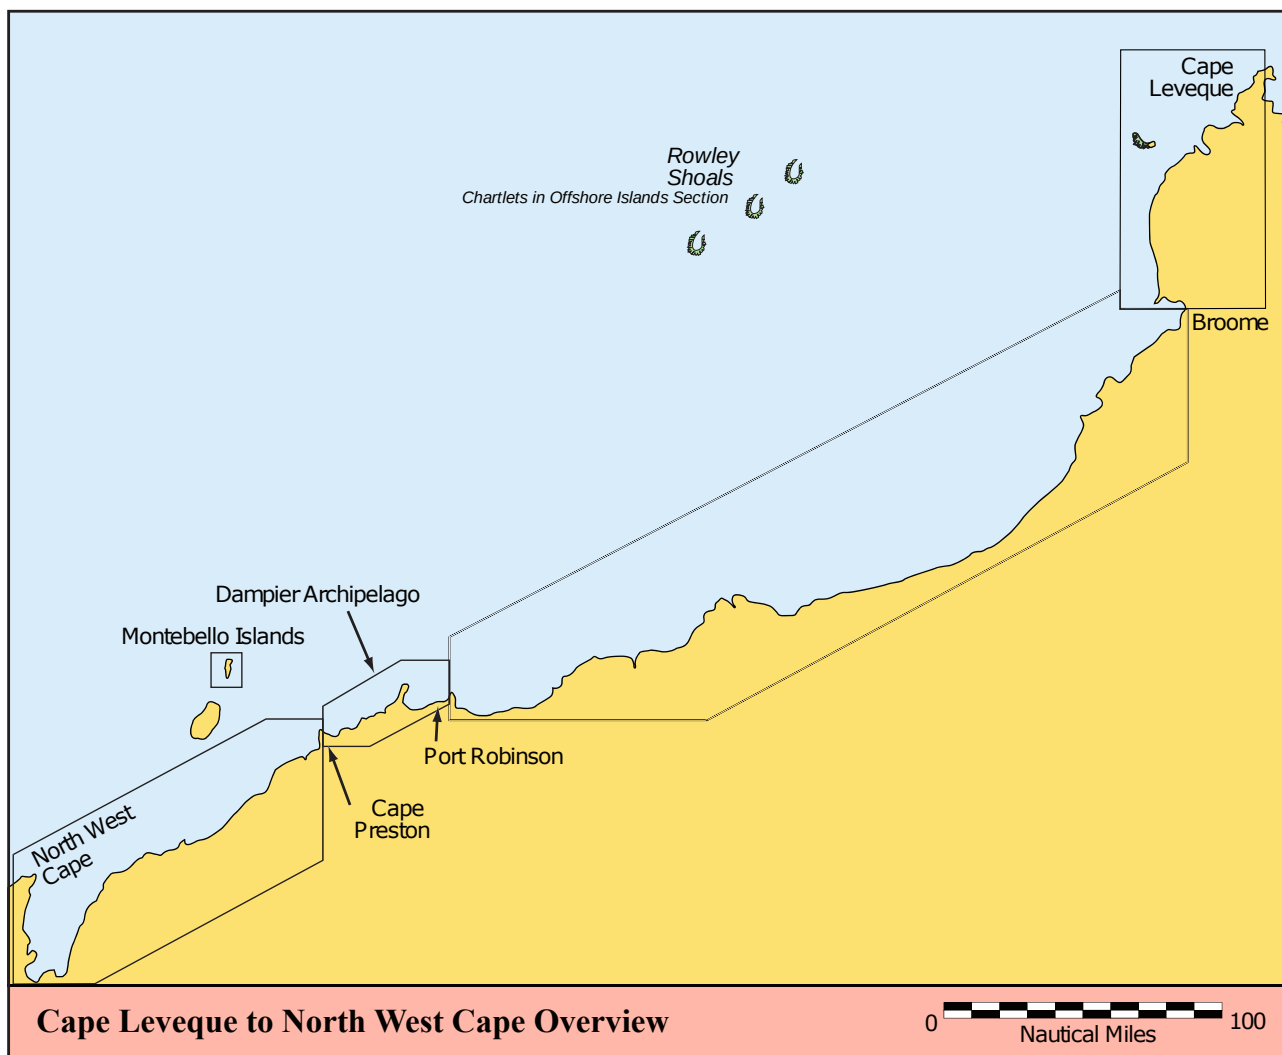 Cape
Leveque
Rowley
Shoals
Chartlets in Offshore Islands Section
Broome
Dampier Archipelago
Montebello Islands
Port Robinson
Cape
Preston
North West
Cape
Cape Leveque to North West Cape Overview
0
100
Nautical Miles